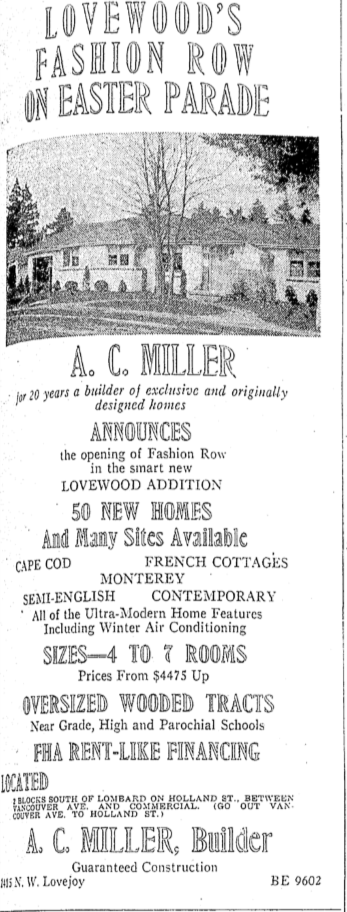 LOVEWOOD'S
FASHION ROW
ON EASTER PARADE
A. C. MILLER
for 20 years a builder of exclusive and originally
designed homes
ANNOUNCES
the opening of Fashion Row
in the smart new
LOVEWOOD ADDITION
50 NEW HOMES
And Many Sites Available
CAPE COD FRENCH COTTAGES
MONTEREY
SEMI-ENGLISH CONTEMPORARY
All of the Ultra-Modern Home Features
Including Winter Air Conditioning
SIZES—4 TO 7 ROOMS
Prices From $4475 Up
OVERSIZED WOODED TRACTS
Near Grade, High and Parochial Schools
FHA RENT-LIKE FINANCING
LOCATED
BLOCKS SOUTH OF LOMBARD ON HOLLAND ST., BETWEEN
VANCOUVER AVE. AND COMMERCIAL. (GO OUT VAN-
COUVER AVE. TO HOLLAND ST.)
A. C. MILLER, Builder
Guaranteed Construction
N. W. Lovejoy BE 9602